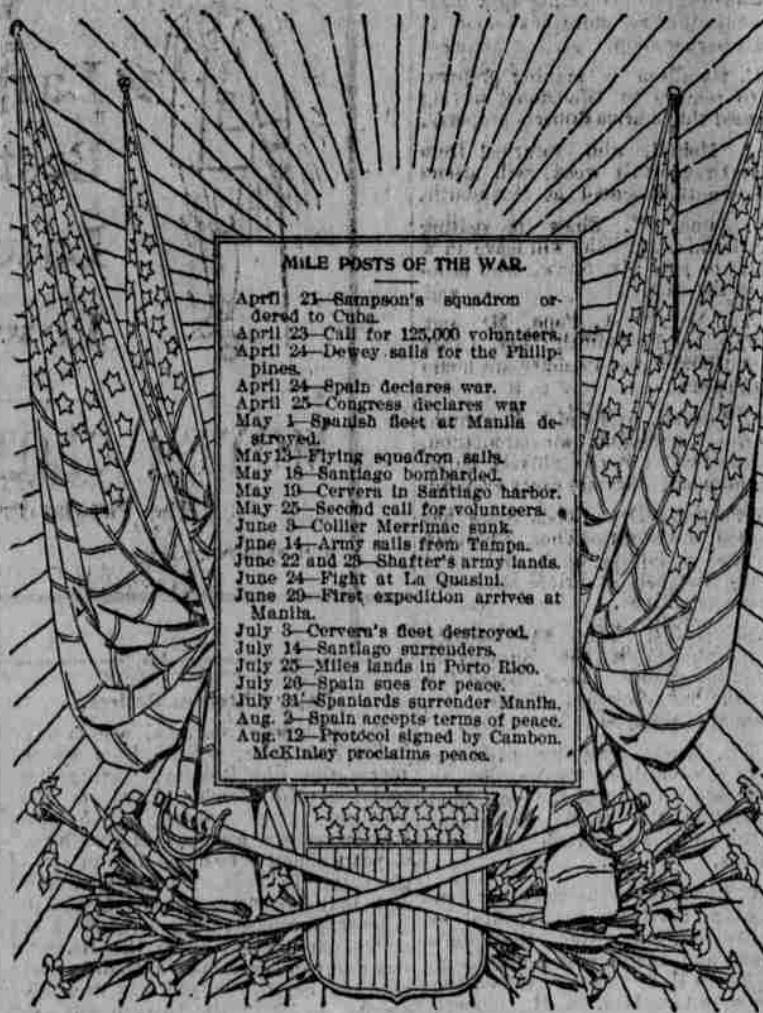 MILE POSTS OF THE WAR.
April 21—Sampson's squadron or-
dered to Cuba.
April 23—Call for 125,000 volunteers.
April 24—Dewey sails for the Philip-
pines.
April 24—Spain declares war.
April 25—Congress declares war
May 1—Spanish fleet at Manila de-
stroyed.
May 13—Flying squadron sails.
May 18—Santiago bombarded.
May 19—Cervera in Santiago harbor.
May 25—Second call for volunteers.
June 3—Collier Merrimac sunk.
June 14—Army sails from Tampa.
June 22 and 23—Shafter's army lands.
June 24—Fight at La Quasini.
June 29—First expedition arrives at
Manila.
July 3—Cervera's fleet destroyed.
July 14—Santiago surrenders.
July 25—Miles lands in Porto Rico.
July 26—Spain sues for peace.
July 31—Spaniards surrender Manila.
Aug. 2—Spain accepts terms of peace.
Aug. 12—Protocol signed by Cambon.
McKinley proclaims peace.